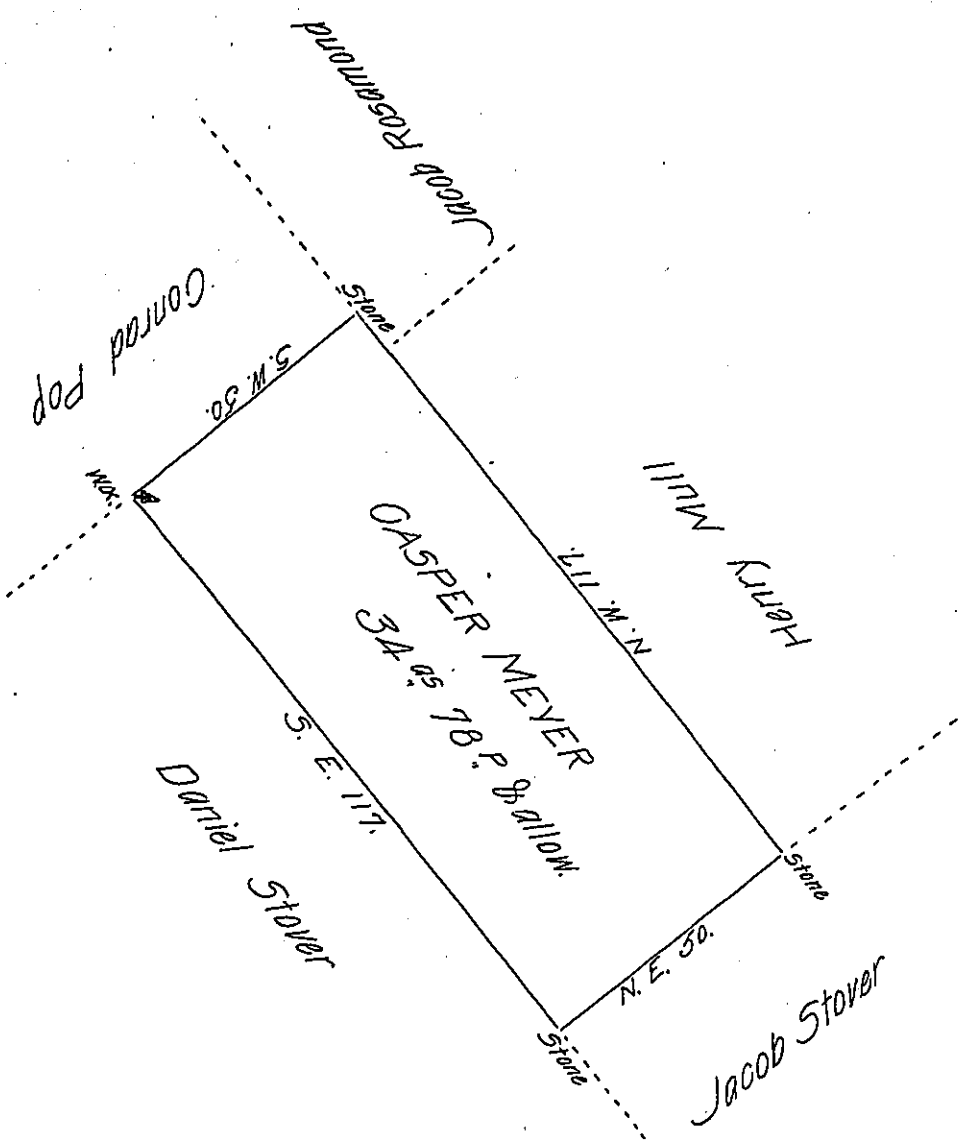 Jacob Rosamond
Conrad Pop
Stone
S. W. 50.
W.O.
Henry Mull
N. W. 117.
CASPER MEYER
34 as 78 P. & allow.
S. E. 117.
Daniel Stover
Stone
N. E. 50.
Stone
Jacob Stover